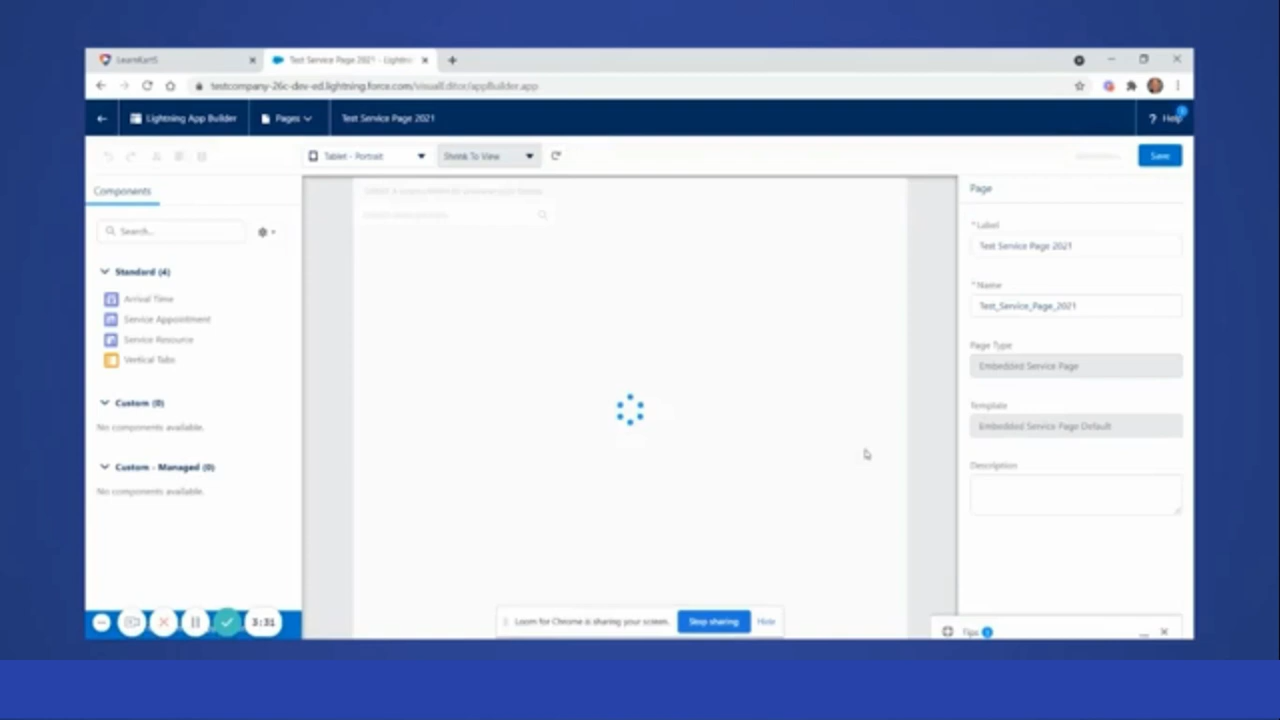 LearnKartS
Test Service Page 2021 - Lightni
testcompany-26c-dev-ed.lightning.force.com/visualEditor/appBuilder.app
Lightning App Builder
Pages
Test Service Page 2021
? Help
Tablet - Portrait
Shrink To View
Save
Components
Page
Search...
*Label
Test Service Page 2021
Standard (4)
*Name
Arrival Time
Test_Service_Page_2021
Service Appointment
Service Resource
Page Type
Vertical Tabs
Embedded Service Page
Custom (0)
Template
No components available.
Embedded Service Page Default
Custom - Managed (0)
Description
No components available.
3:31
Loom for Chrome is sharing your screen.
Stop sharing
Hide
Tips